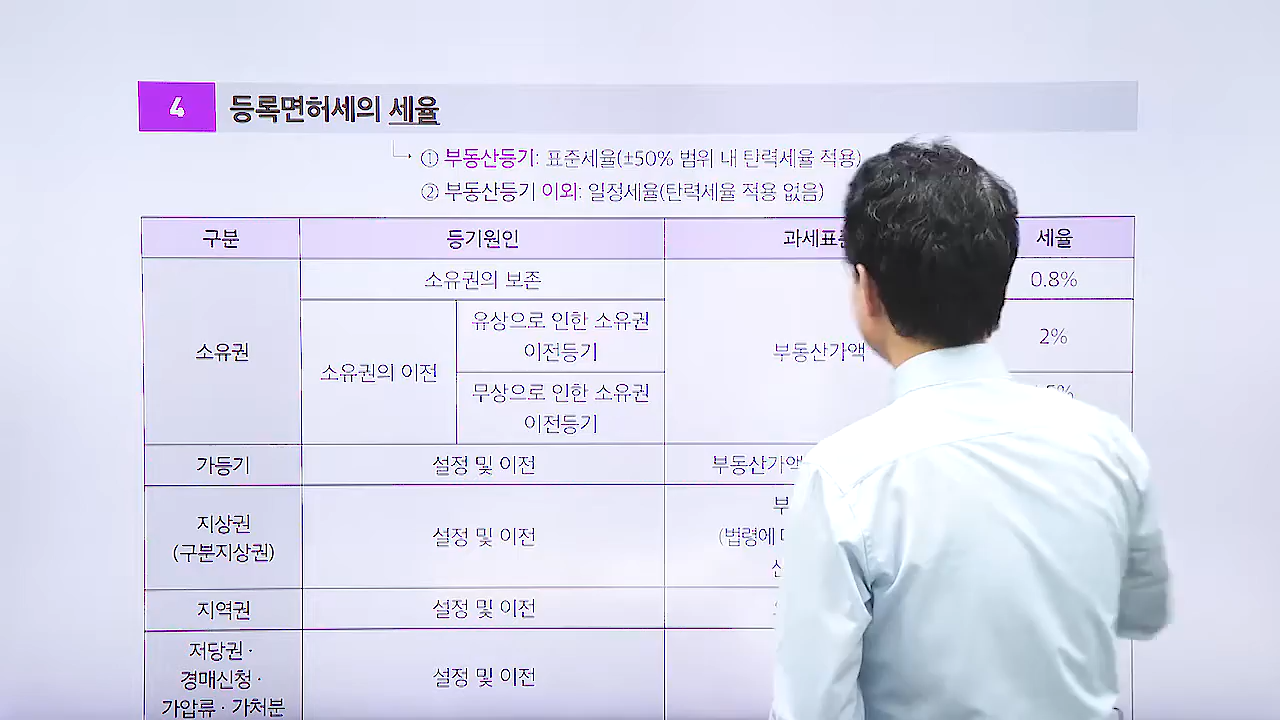 4 등록면허세의 세율
① 부동산등기: 표준세율(±50% 범위 내 탄력세율 적용)
② 부동산등기 이외: 일정세율(탄력세율 적용 없음)
구분 등기원인 과세표 세율
소유권의 보존 0.8%
소유권 소유권의 이전 유상으로 인한 소유권 이전등기 부동산가액 2%
무상으로 인한 소유권 이전등기
가등기 설정 및 이전 부동산가액
지상권
(구분지상권) 설정 및 이전 부
(법령에
지역권 설정 및 이전
저당권 ·
경매신청 · 설정 및 이전
가압류 · 가처분